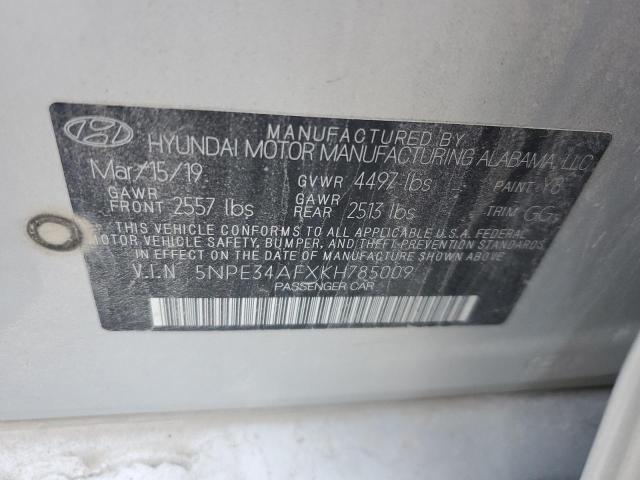 MANUFACTURED BY
HYUNDAI MOTOR MANUFACTURING ALABAMA, LLC
Mar/15/19 GVWR 4497 lbs PAINT Y8
GAWR FRONT 2557 lbs GAWR REAR 2513 lbs TRIM GG
THIS VEHICLE CONFORMS TO ALL APPLICABLE U.S.A. FEDERAL
MOTOR VEHICLE SAFETY, BUMPER, AND THEFT PREVENTION STANDARDS
IN EFFECT ON THE DATE OF MANUFACTURE SHOWN ABOVE.
V.I.N 5NPE34AFXKH785009
PASSENGER CAR